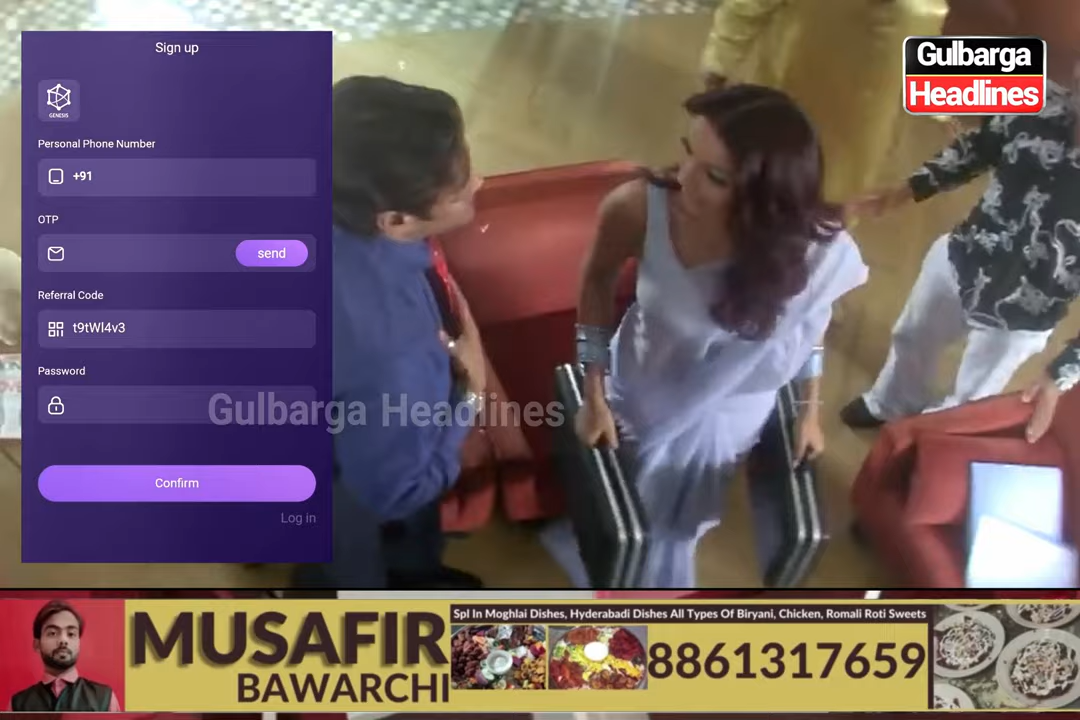 Sign up
GENESIS
Personal Phone Number
+91
OTP
send
Referral Code
t9tWl4v3
Password
Confirm
Log in
Gulbarga
Headlines
Gulbarga Headlines
MUSAFIR
BAWARCHI
Spl In Moghlai Dishes, Hyderabadi Dishes All Types Of Biryani, Chicken, Romali Roti Sweets
8861317659